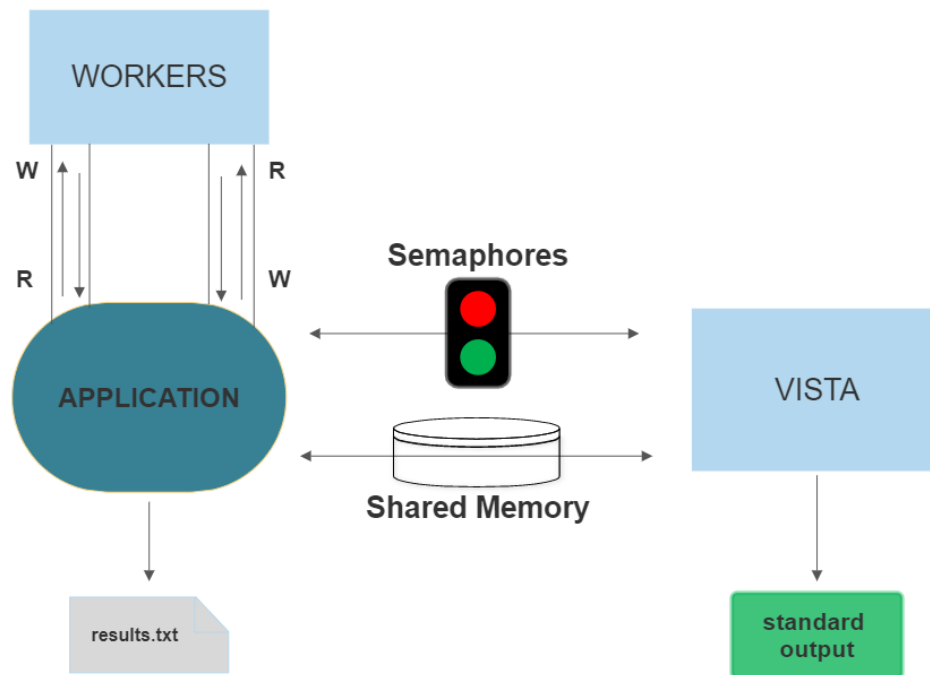 WORKERS
W
R
R
W
Semaphores
APPLICATION
VISTA
Shared Memory
results.txt
standard
output